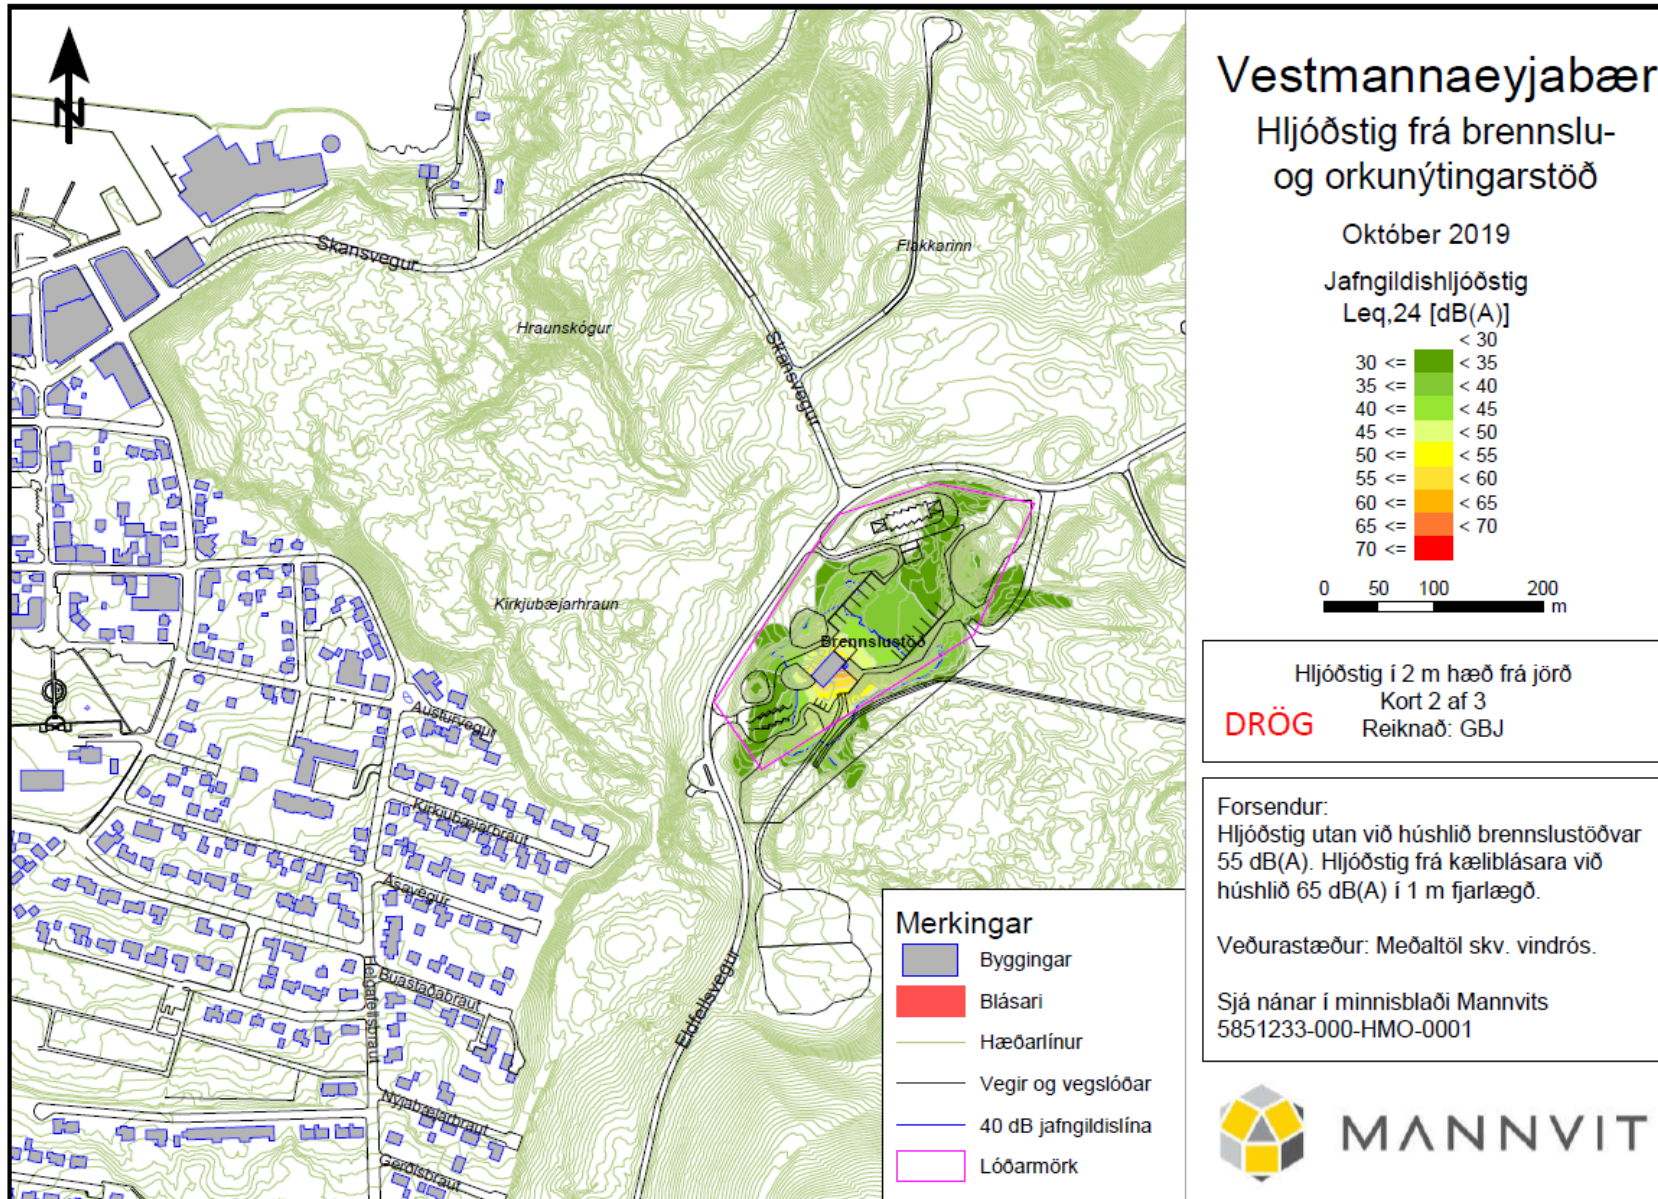 N
Skansvegur
Flakkarinn
Hraunskógur
Skansvegur
Kirkjubæjarhraun
Brennslustöð
Austurvegur
Kirkjubæjarbraut
Ásavegur
Búastaðabraut
Helgafellsbraut
Nýjabæjarbraut
Gerðisbraut
Eldfellsvegur
Merkingar
Byggingar
Blásari
Hæðarlínur
Vegir og vegslóðar
40 dB jafngildislína
Lóðarmörk
Vestmannaeyjabær
Hljóðstig frá brennslu-
og orkunýtingarstöð
Október 2019
Jafngildishljóðstig
Leq,24 [dB(A)]
< 30
30 <= < 35
35 <= < 40
40 <= < 45
45 <= < 50
50 <= < 55
55 <= < 60
60 <= < 65
65 <= < 70
70 <=
0 50 100 200
m
Hljóðstig í 2 m hæð frá jörð
Kort 2 af 3
DRÖG Reiknað: GBJ
Forsendur:
Hljóðstig utan við húshlið brennslustöðvar
55 dB(A). Hljóðstig frá kæliblásara við
húshlið 65 dB(A) í 1 m fjarlægð.
Veðurastæður: Meðaltöl skv. vindrós.
Sjá nánar í minnisblaði Mannvits
5851233-000-HMO-0001
MANNVIT